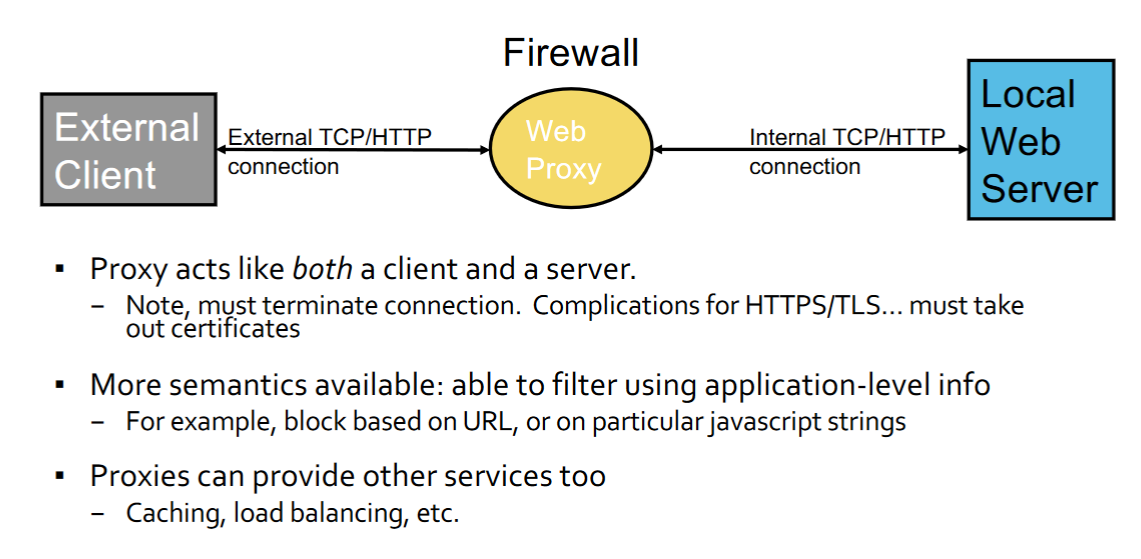 Firewall
External
Client
External TCP/HTTP
connection
Web
Proxy
Internal TCP/HTTP
connection
Local
Web
Server
▪ Proxy acts like both a client and a server.
– Note, must terminate connection. Complications for HTTPS/TLS... must take
out certificates
▪ More semantics available: able to filter using application-level info
– For example, block based on URL, or on particular javascript strings
▪ Proxies can provide other services too
– Caching, load balancing, etc.